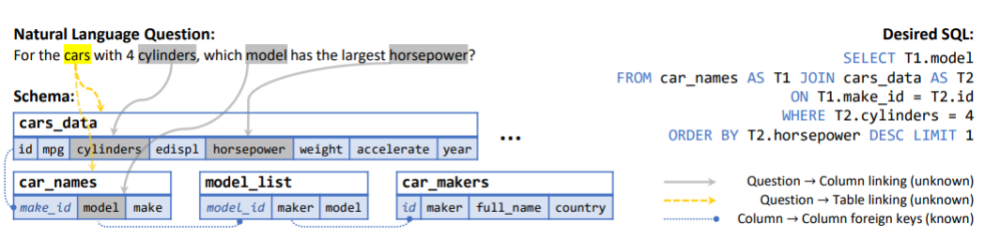 Natural Language Question:
For the cars with 4 cylinders, which model has the largest horsepower?
Schema:
cars_data
id mpg cylinders edispl horsepower weight accelerate year
...
car_names
make_id model make
model_list
model_id maker model
car_makers
id maker full_name country
Desired SQL:
SELECT T1.model
FROM car_names AS T1 JOIN cars_data AS T2
ON T1.make_id = T2.id
WHERE T2.cylinders = 4
ORDER BY T2.horsepower DESC LIMIT 1
Question → Column linking (unknown)
Question → Table linking (unknown)
Column → Column foreign keys (known)